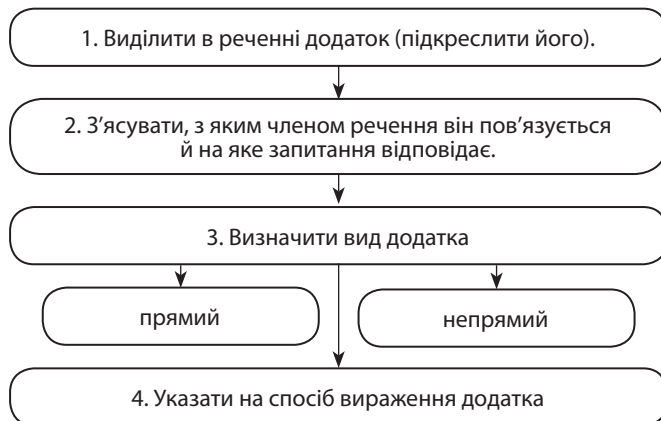 1. Виділити в реченні додаток (підкреслити його).
2. З’ясувати, з яким членом речення він пов’язується
й на яке запитання відповідає.
3. Визначити вид додатка
прямий
непрямий
4. Указати на спосіб вираження додатка